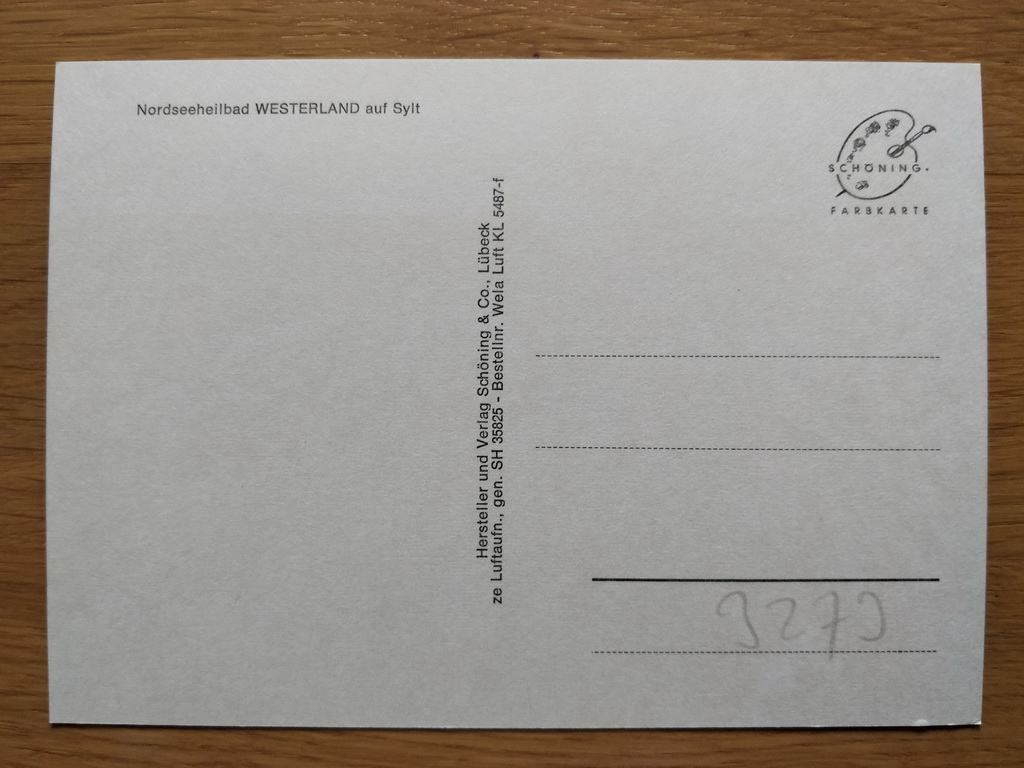 Nordseeheilbad WESTERLAND auf Sylt
SCHÖNING.
FARBKARTE
Hersteller und Verlag Schöning & Co., Lübeck
ze Luftaufn., gen. SH 35825 - Bestellnr. Wela Luft KL 5487-f
3273